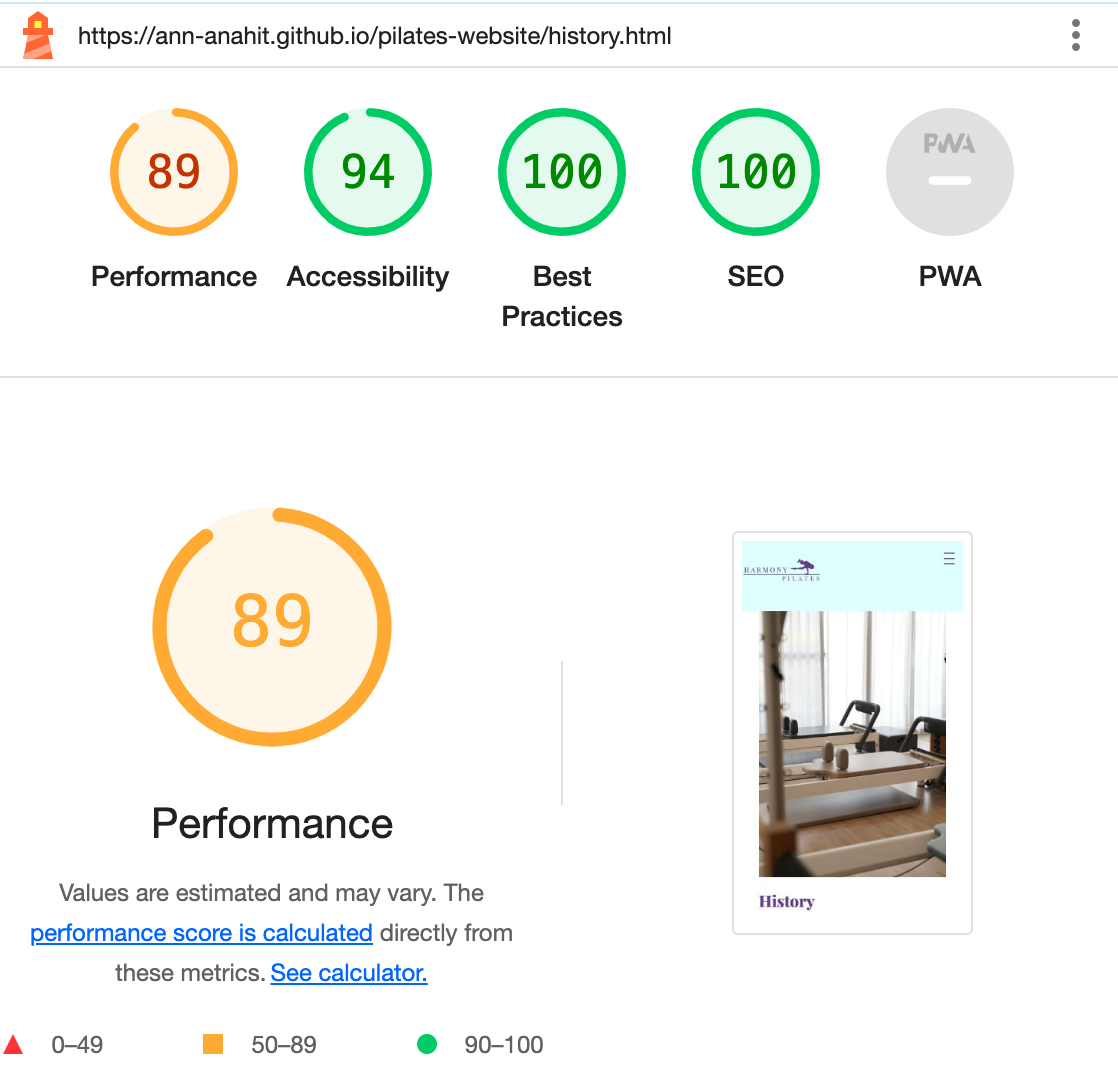 https://ann-anahit.github.io/pilates-website/history.html
89
94
100
100
PWA
Performance
Accessibility
Best
Practices
SEO
PWA
89
Performance
Values are estimated and may vary. The
performance score is calculated directly from
these metrics. See calculator.
0–49
50–89
90–100
HARMONY
PILATES
History